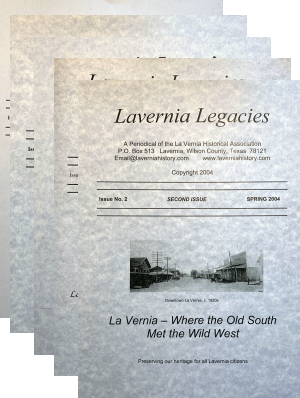 Lavernia Legacies
A Periodical of the La Vernia Historical Association
P.O. Box 513 Lavernia, Wilson County, Texas 78121
Email@laverniahistory.com www.laverniahistory.com
Copyright 2004
Issue No. 2 SECOND ISSUE SPRING 2004
Downtown La Vernia, c. 1920s
La Vernia – Where the Old South
Met the Wild West
Preserving our heritage for all Lavernia citizens